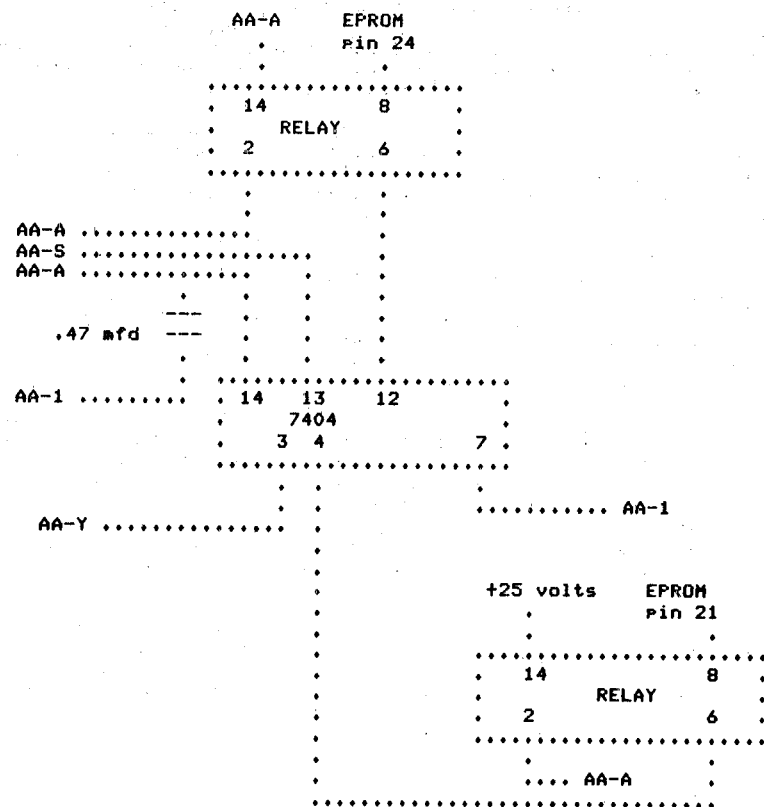 AA-A EPROM
pin 24
14 8
RELAY
2 6
AA-A
AA-S
AA-A
.47 mfd
AA-1
14 13 12
7404
3 4 7
AA-Y
AA-1
+25 volts EPROM
pin 21
14 8
RELAY
2 6
AA-A